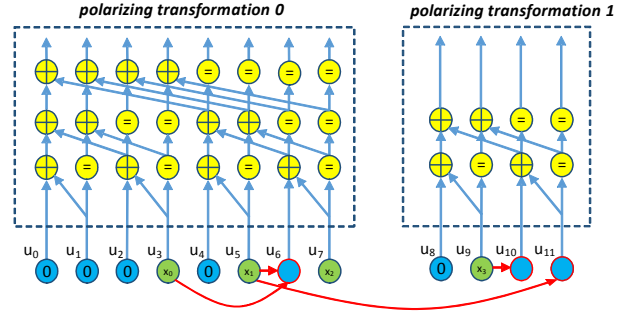 polarizing transformation 0 polarizing transformation 1
= = = =
= = = =
= = = =
= =
= =
u0 u1 u2 u3 u4 u5 u6 u7 u8 u9 u10 u11
0 0 0 x0 0 x1 x2 0 x3